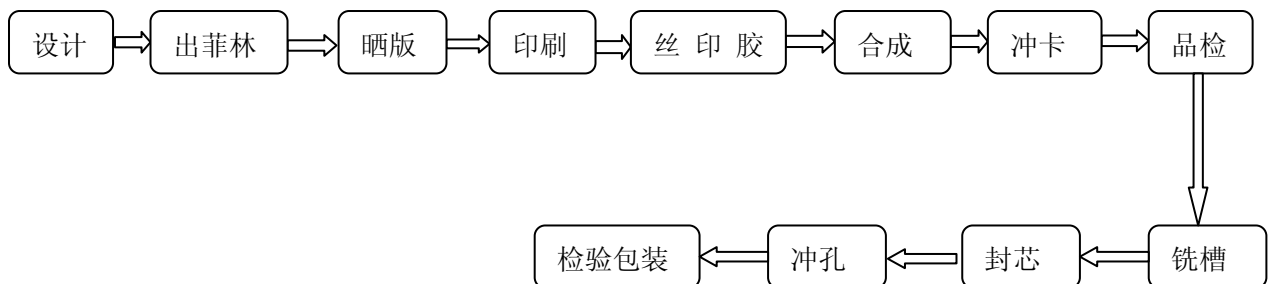 设计 出菲林 晒版 印刷 丝 印 胶 合成 冲卡 品检
检验包装 冲孔 封芯 铣槽